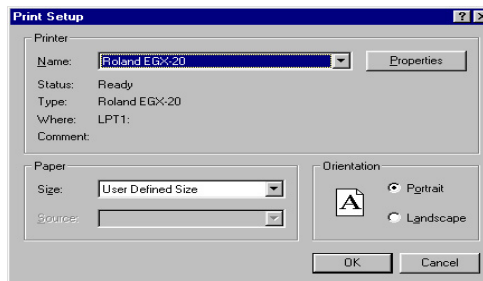 Print Setup
Printer
Name: Roland EGX-20 Properties
Status: Ready
Type: Roland EGX-20
Where: LPT1:
Comment:
Paper
Size: User Defined Size
Source:
Orientation
A
Portrait
Landscape
OK Cancel